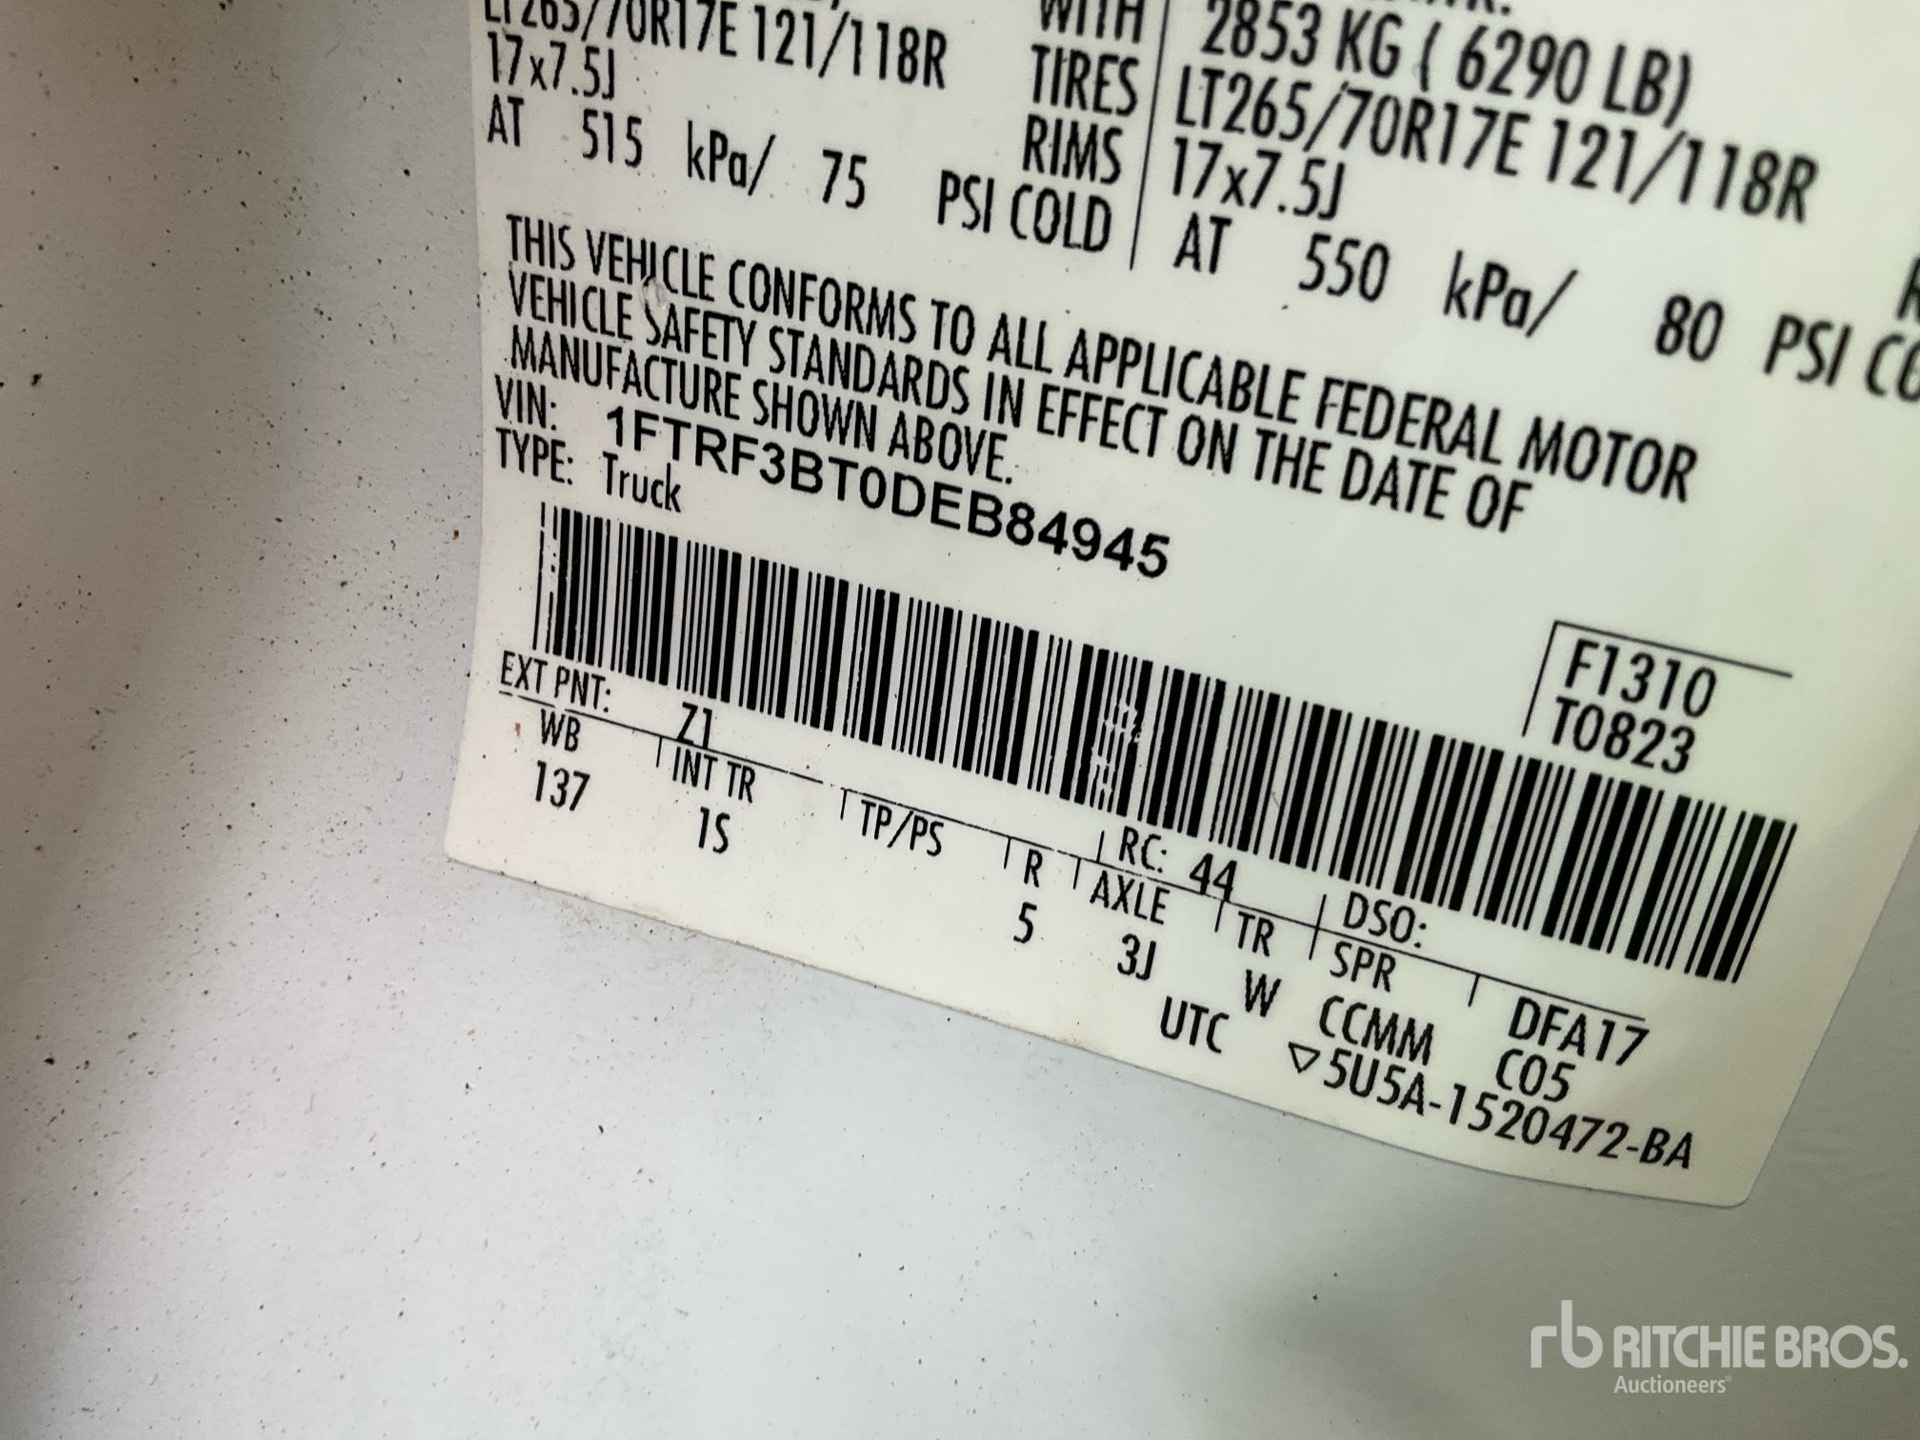 LT265/70R17E 121/118R
17x7.5J
AT 515 kPa/ 75 PSI COLD
WITH 2853 KG ( 6290 LB)
TIRES LT265/70R17E 121/118R
RIMS 17x7.5J
AT 550 kPa/ 80 PSI
THIS VEHICLE CONFORMS TO ALL APPLICABLE FEDERAL MOTOR
VEHICLE SAFETY STANDARDS IN EFFECT ON THE DATE OF
MANUFACTURE SHOWN ABOVE.
VIN: 1FTRF3BT0DEB84945
TYPE: Truck
F1310
T0823
EXT PNT: Z1 RC: 44 DSO:
WB INT TR TP/PS R AXLE TR SPR DFA17
137 1S 5 3J W CCMM C05
UTC ▽5U5A-1520472-BA
rb RITCHIE BROS.
Auctioneers